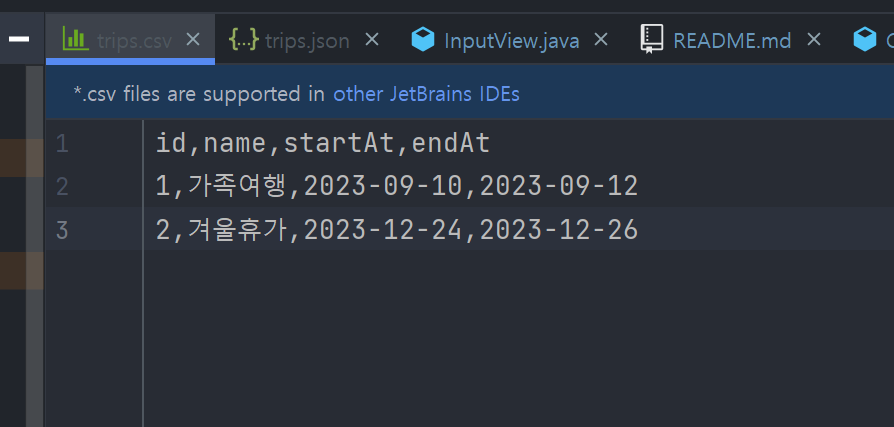 trips.csv trips.json InputView.java README.md
*.csv files are supported in other JetBrains IDEs
1 id,name,startAt,endAt
2 1,가족여행,2023-09-10,2023-09-12
3 2,겨울휴가,2023-12-24,2023-12-26